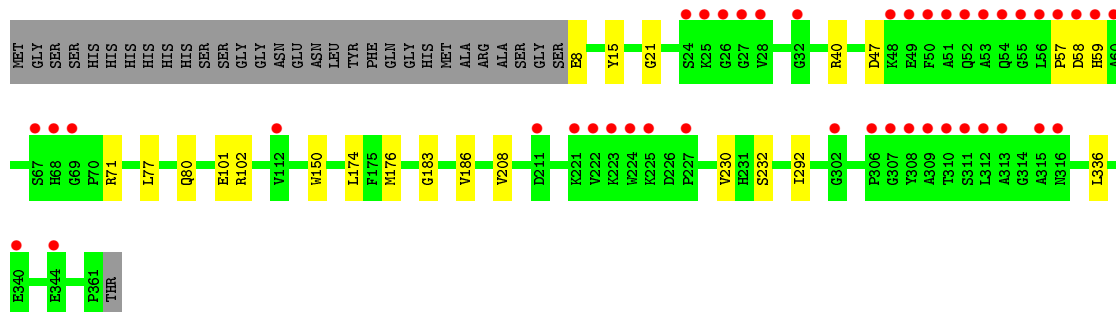 MET GLY SER SER HIS HIS HIS HIS HIS HIS SER SER GLY GLY ASN GLU ASN LEU TYR PHE GLN GLY HIS MET ALA ARG ALA SER GLY SER E8 Y15 G21 S24 K25 G26 G27 V28 G32 R40 D47 K48 E49 F50 A51 Q52 A53 Q54 G55 L56 P57 D58 H59 A60
S67 H68 G69 P70 R71 L77 Q80 E101 R102 V112 W150 L174 F175 M176 G183 V186 V208 D211 K221 V222 K223 W224 K225 D226 P227 V230 H231 S232 I292 G302 P306 G307 Y308 A309 T310 S311 L312 A313 G314 A315 N316 L336
E340 E344 P361 THR